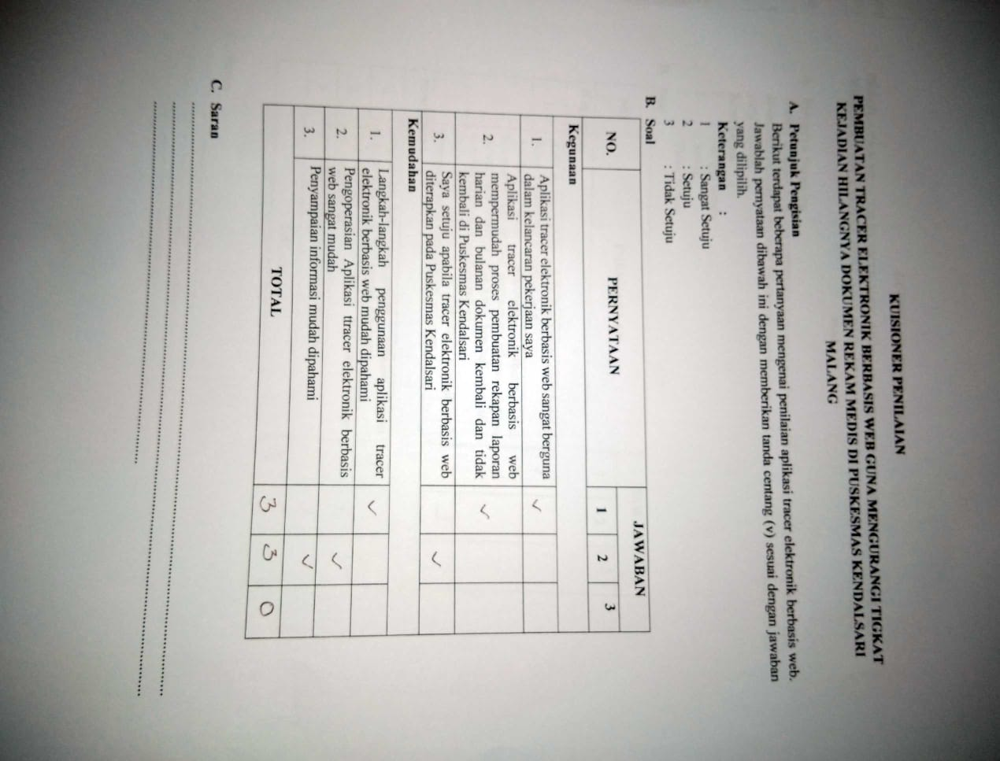 KUISIONER PENILAIAN
PEMBUATAN TRACER ELEKTRONIK BERBASIS WEB GUNA MENGURANGI TIGKAT
KEJADIAN HILANGNYA DOKUMEN REKAM MEDIS DI PUSKESMAS KENDALSARI
MALANG
A. Petunjuk Pengisian
Berikut terdapat beberapa pertanyaan mengenai penilaian aplikasi tracer elektronik berbasis web.
Jawablah pernyataan dibawah ini dengan memberikan tanda centang (v) sesuai dengan jawaban
yang dilipilih.
Keterangan :
1 : Sangat Setuju
2 : Setuju
3 : Tidak Setuju
B. Soal
NO. PERNYATAAN JAWABAN
1 2 3
Kegunaan
1. Aplikasi tracer elektronik berbasis web sangat berguna
dalam kelancaran pekerjaan saya ✓
2. Aplikasi tracer elektronik berbasis web
mempermudah proses pembuatan rekapan laporan
harian dan bulanan dokumen kembali dan tidak ✓
kembali di Puskesmas Kendalsari
3. Saya setuju apabila tracer elektronik berbasis web
diterapkan pada Puskesmas Kendalsari ✓
Kemudahan
1. Langkah-langkah penggunaan aplikasi tracer
elektronik berbasis web mudah dipahami ✓
2. Pengoperasian Aplikasi ttracer elektronik berbasis
web sangat mudah ✓
3. Penyampaian informasi mudah dipahami ✓
TOTAL 3 3 0
C. Saran